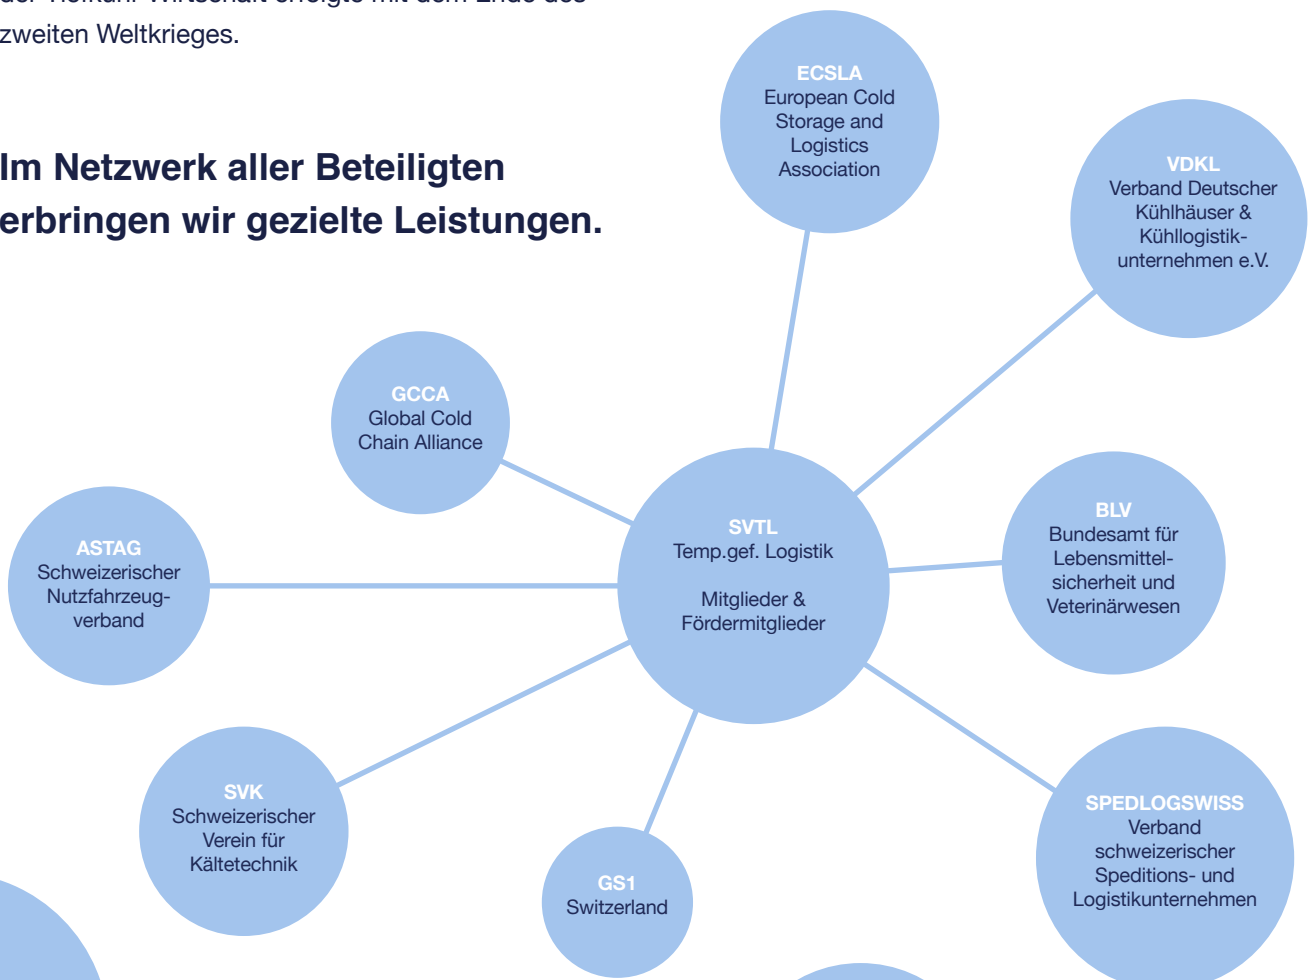 zweiten Weltkrieges.
Im Netzwerk aller Beteiligten
erbringen wir gezielte Leistungen.
ECSLA
European Cold
Storage and
Logistics
Association
VDKL
Verband Deutscher
Kühlhäuser &
Kühllogistik-
unternehmen e.V.
GCCA
Global Cold
Chain Alliance
SVTL
Temp.gef. Logistik
Mitglieder &
Fördermitglieder
BLV
Bundesamt für
Lebensmittel-
sicherheit und
Veterinärwesen
ASTAG
Schweizerischer
Nutzfahrzeug-
verband
SVK
Schweizerischer
Verein für
Kältetechnik
GS1
Switzerland
SPEDLOGSWISS
Verband
schweizerischer
Speditions- und
Logistikunternehmen